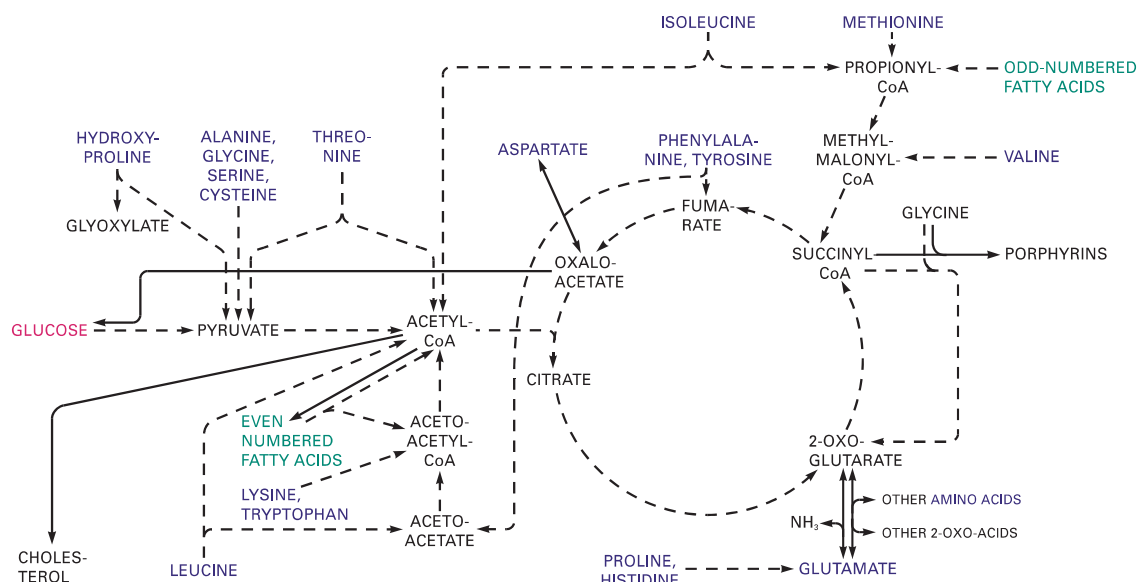 ISOLEUCINE
METHIONINE
PROPIONYL-
CoA
ODD-NUMBERED
FATTY ACIDS
HYDROXY-
PROLINE
ALANINE,
GLYCINE,
SERINE,
CYSTEINE
THREO-
NINE
ASPARTATE
PHENYLALA-
NINE, TYROSINE
METHYL-
MALONYL-
CoA
VALINE
GLYOXYLATE
FUMA-
RATE
GLYCINE
OXALO-
ACETATE
SUCCINYL-
CoA
PORPHYRINS
GLUCOSE
PYRUVATE
ACETYL-
CoA
CITRATE
EVEN
NUMBERED
FATTY ACIDS
ACETO-
ACETYL-
CoA
2-OXO-
GLUTARATE
LYSINE,
TRYPTOPHAN
ACETO-
ACETATE
OTHER AMINO ACIDS
NH3
OTHER 2-OXO-ACIDS
CHOLES-
TEROL
LEUCINE
PROLINE,
HISTIDINE
GLUTAMATE